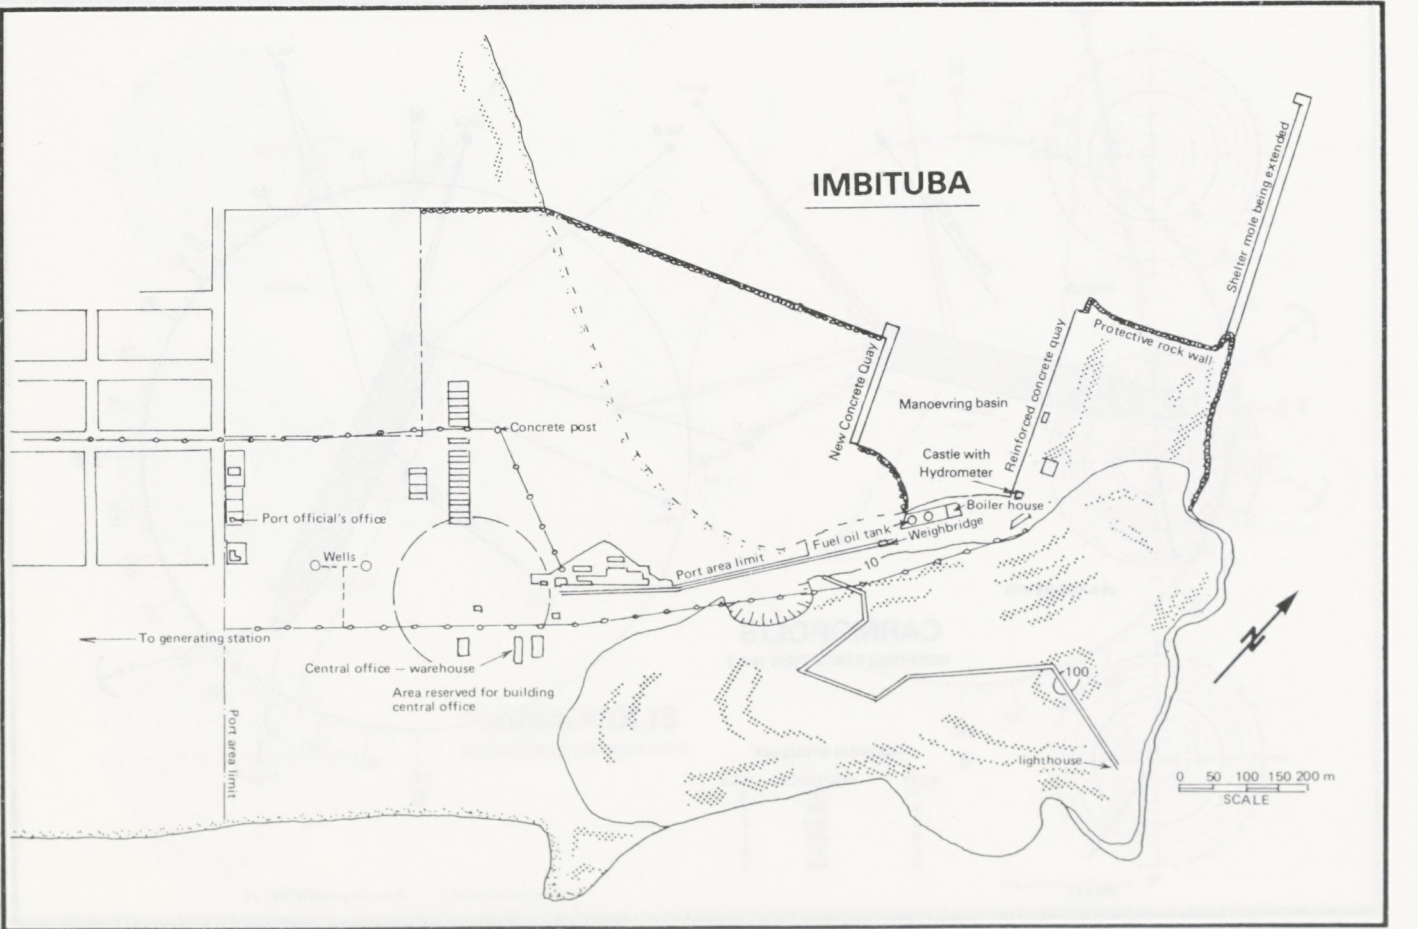 IMBITUBA
Shelter mole being extended
Protective rock wall
New Concrete Quay
Manoevring basin
Reinforced concrete quay
Concrete post
Castle with
Hydrometer
Boiler house
Port official's office
Fuel oil tank
Weighbridge
Wells
Port area limit
10
To generating station
Central office – warehouse
100
Area reserved for building
central office
N
Port area limit
lighthouse
0 50 100 150 200 m
SCALE